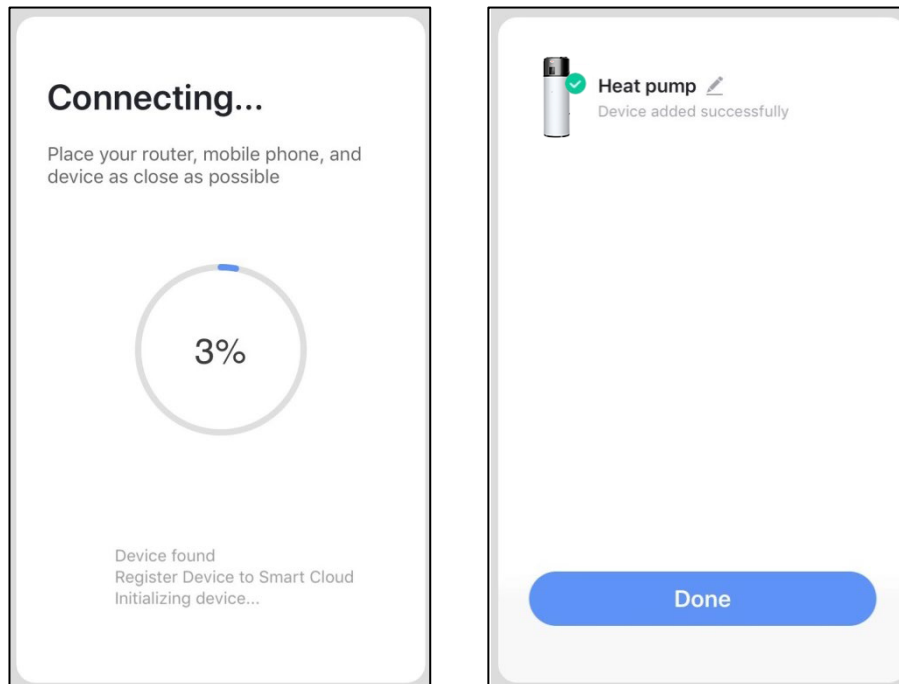 Connecting...
Place your router, mobile phone, and
device as close as possible
3%
Device found
Register Device to Smart Cloud
Initializing device...
Heat pump
Device added successfully
Done